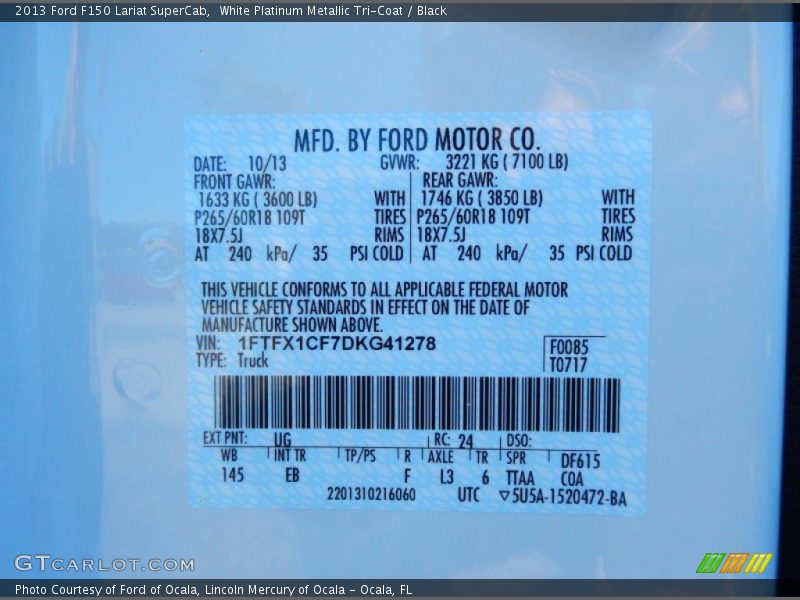 2013 Ford F150 Lariat SuperCab, White Platinum Metallic Tri-Coat / Black
MFD. BY FORD MOTOR CO.
DATE: 10/13 GVWR: 3221 KG ( 7100 LB)
FRONT GAWR: REAR GAWR:
1633 KG ( 3600 LB) WITH 1746 KG ( 3850 LB) WITH
P265/60R18 109T TIRES P265/60R18 109T TIRES
18X7.5J RIMS 18X7.5J RIMS
AT 240 kPa/ 35 PSI COLD AT 240 kPa/ 35 PSI COLD
THIS VEHICLE CONFORMS TO ALL APPLICABLE FEDERAL MOTOR
VEHICLE SAFETY STANDARDS IN EFFECT ON THE DATE OF
MANUFACTURE SHOWN ABOVE.
VIN: 1FTFX1CF7DKG41278 F0085
TYPE: Truck T0717
EXT PNT: UG RC: 24 DSO:
WB INT TR TP/PS R AXLE TR SPR DF615
145 EB F L3 6 TTAA COA
2201310216060 UTC ▽5U5A-1520472-BA
GTCARLOT.COM
Photo Courtesy of Ford of Ocala, Lincoln Mercury of Ocala - Ocala, FL